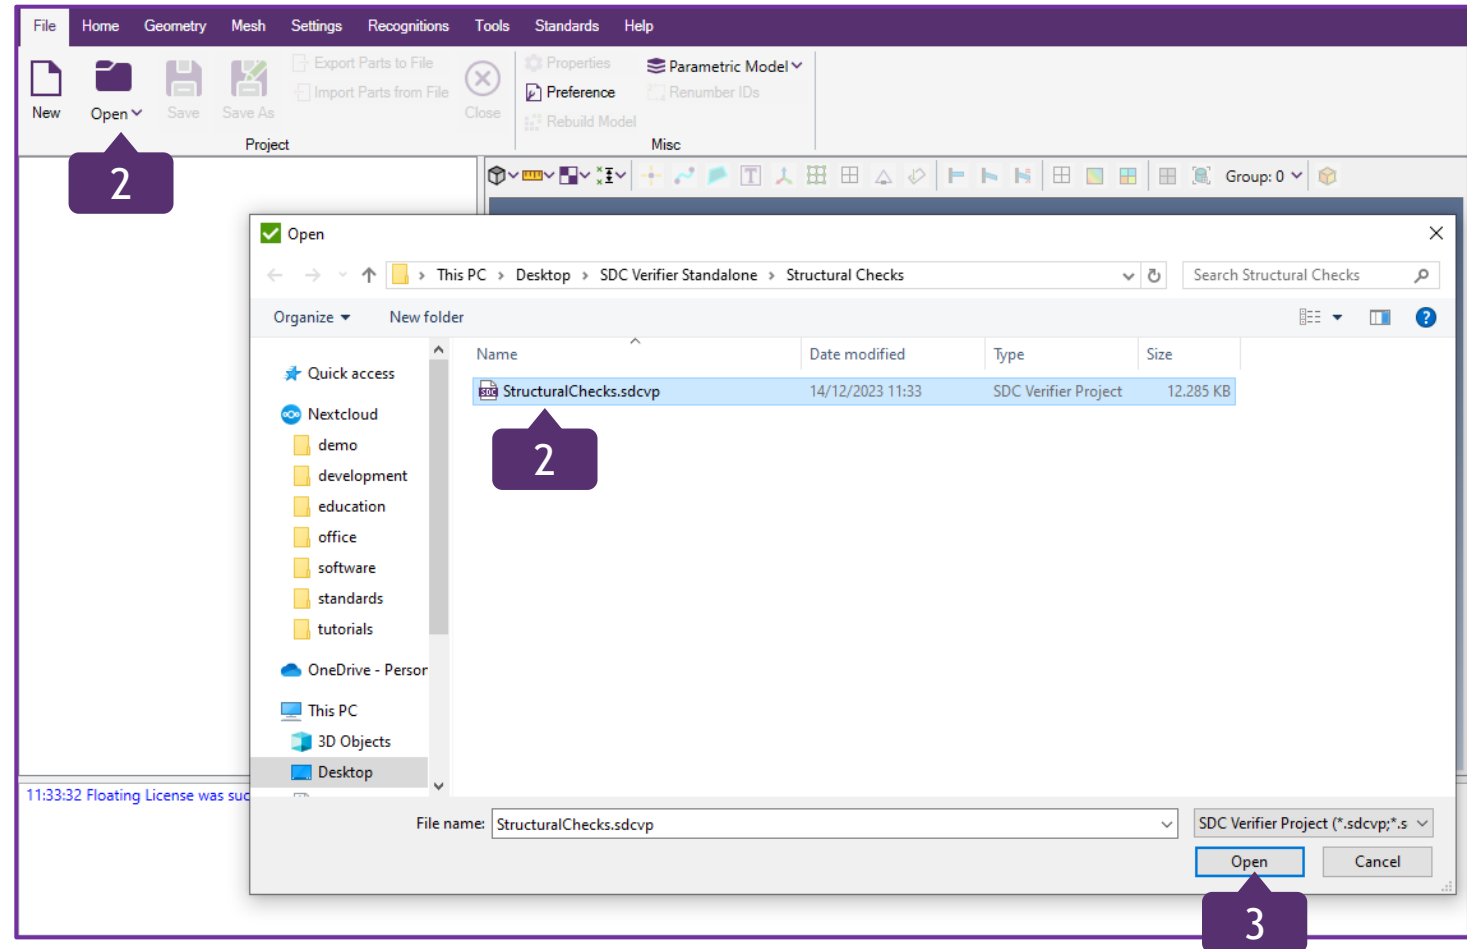 File Home Geometry Mesh Settings Recognitions Tools Standards Help
New
Open
Save
Save As
Export Parts to File
Import Parts from File
Close
Project
Properties
Preference
Rebuild Model
Parametric Model
Renumber IDs
Misc
2
T
Group: 0
Open
This PC > Desktop > SDC Verifier Standalone > Structural Checks
Search Structural Checks
Organize
New folder
?
Name Date modified Type Size
SDC StructuralChecks.sdcvp 14/12/2023 11:33 SDC Verifier Project 12.285 KB
2
Quick access
Nextcloud
demo
development
education
office
software
standards
tutorials
OneDrive - Person
This PC
3D Objects
Desktop
11:33:32 Floating License was suc
File name: StructuralChecks.sdcvp
SDC Verifier Project (*.sdcvp;*.s
Open Cancel
3